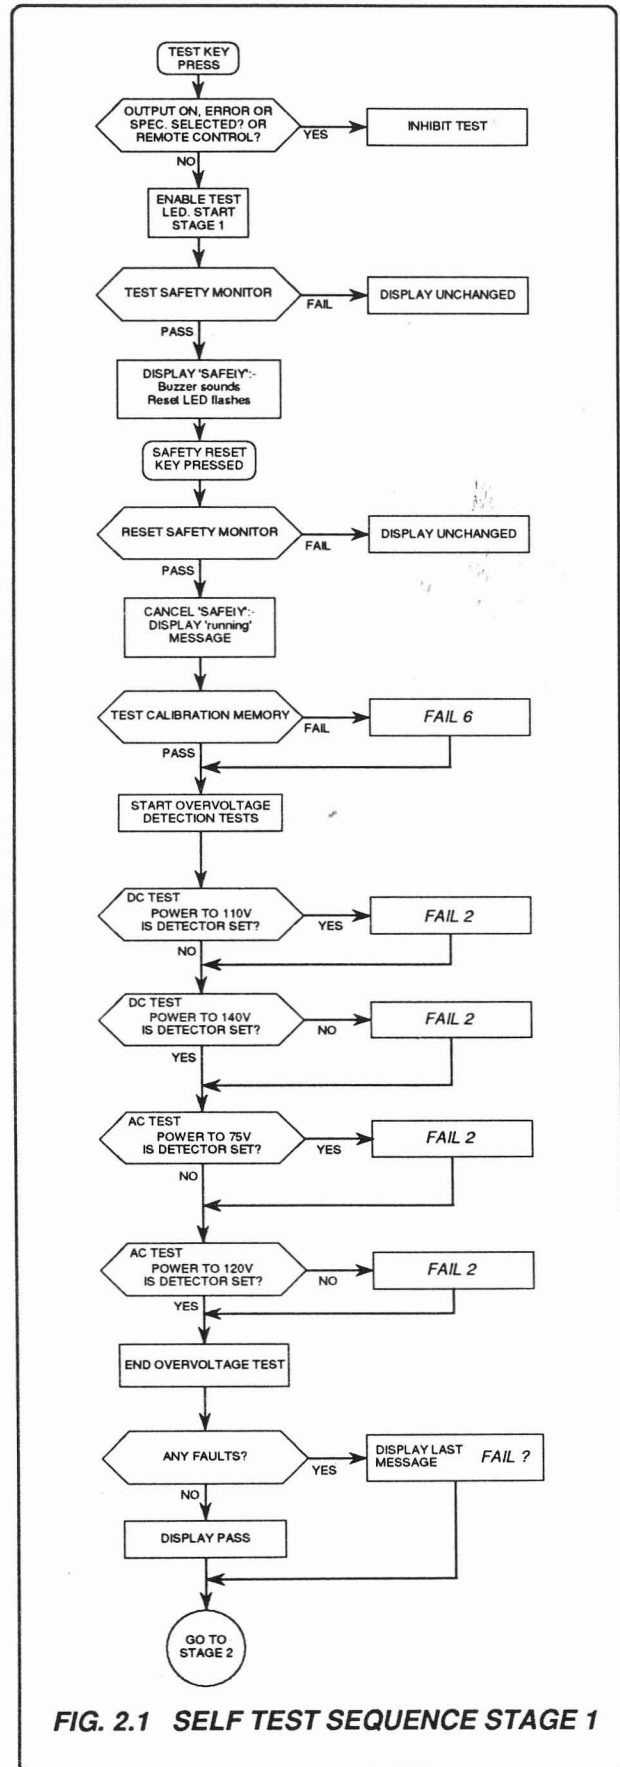 TEST KEY
PRESS
OUTPUT ON, ERROR OR
SPEC. SELECTED? OR
REMOTE CONTROL?
YES
INHIBIT TEST
NO
ENABLE TEST
LED. START
STAGE 1
TEST SAFETY MONITOR
FAIL
DISPLAY UNCHANGED
PASS
DISPLAY 'SAFEtY':-
Buzzer sounds
Reset LED flashes
SAFETY RESET
KEY PRESSED
RESET SAFETY MONITOR
FAIL
DISPLAY UNCHANGED
PASS
CANCEL 'SAFEtY':-
DISPLAY 'running'
MESSAGE
TEST CALIBRATION MEMORY
FAIL
FAIL 6
PASS
START OVERVOLTAGE
DETECTION TESTS
DC TEST
POWER TO 110V
IS DETECTOR SET?
YES
FAIL 2
NO
DC TEST
POWER TO 140V
IS DETECTOR SET?
NO
FAIL 2
YES
AC TEST
POWER TO 75V
IS DETECTOR SET?
YES
FAIL 2
NO
AC TEST
POWER TO 120V
IS DETECTOR SET?
NO
FAIL 2
YES
END OVERVOLTAGE TEST
ANY FAULTS?
YES
DISPLAY LAST
MESSAGE FAIL ?
NO
DISPLAY PASS
GO TO
STAGE 2
FIG. 2.1 SELF TEST SEQUENCE STAGE 1